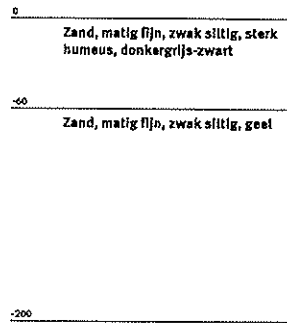 0
Zand, matig fijn, zwak siltig, sterk
humeus, donkergrijs-zwart
-60
Zand, matig fijn, zwak siltig, geel
-200